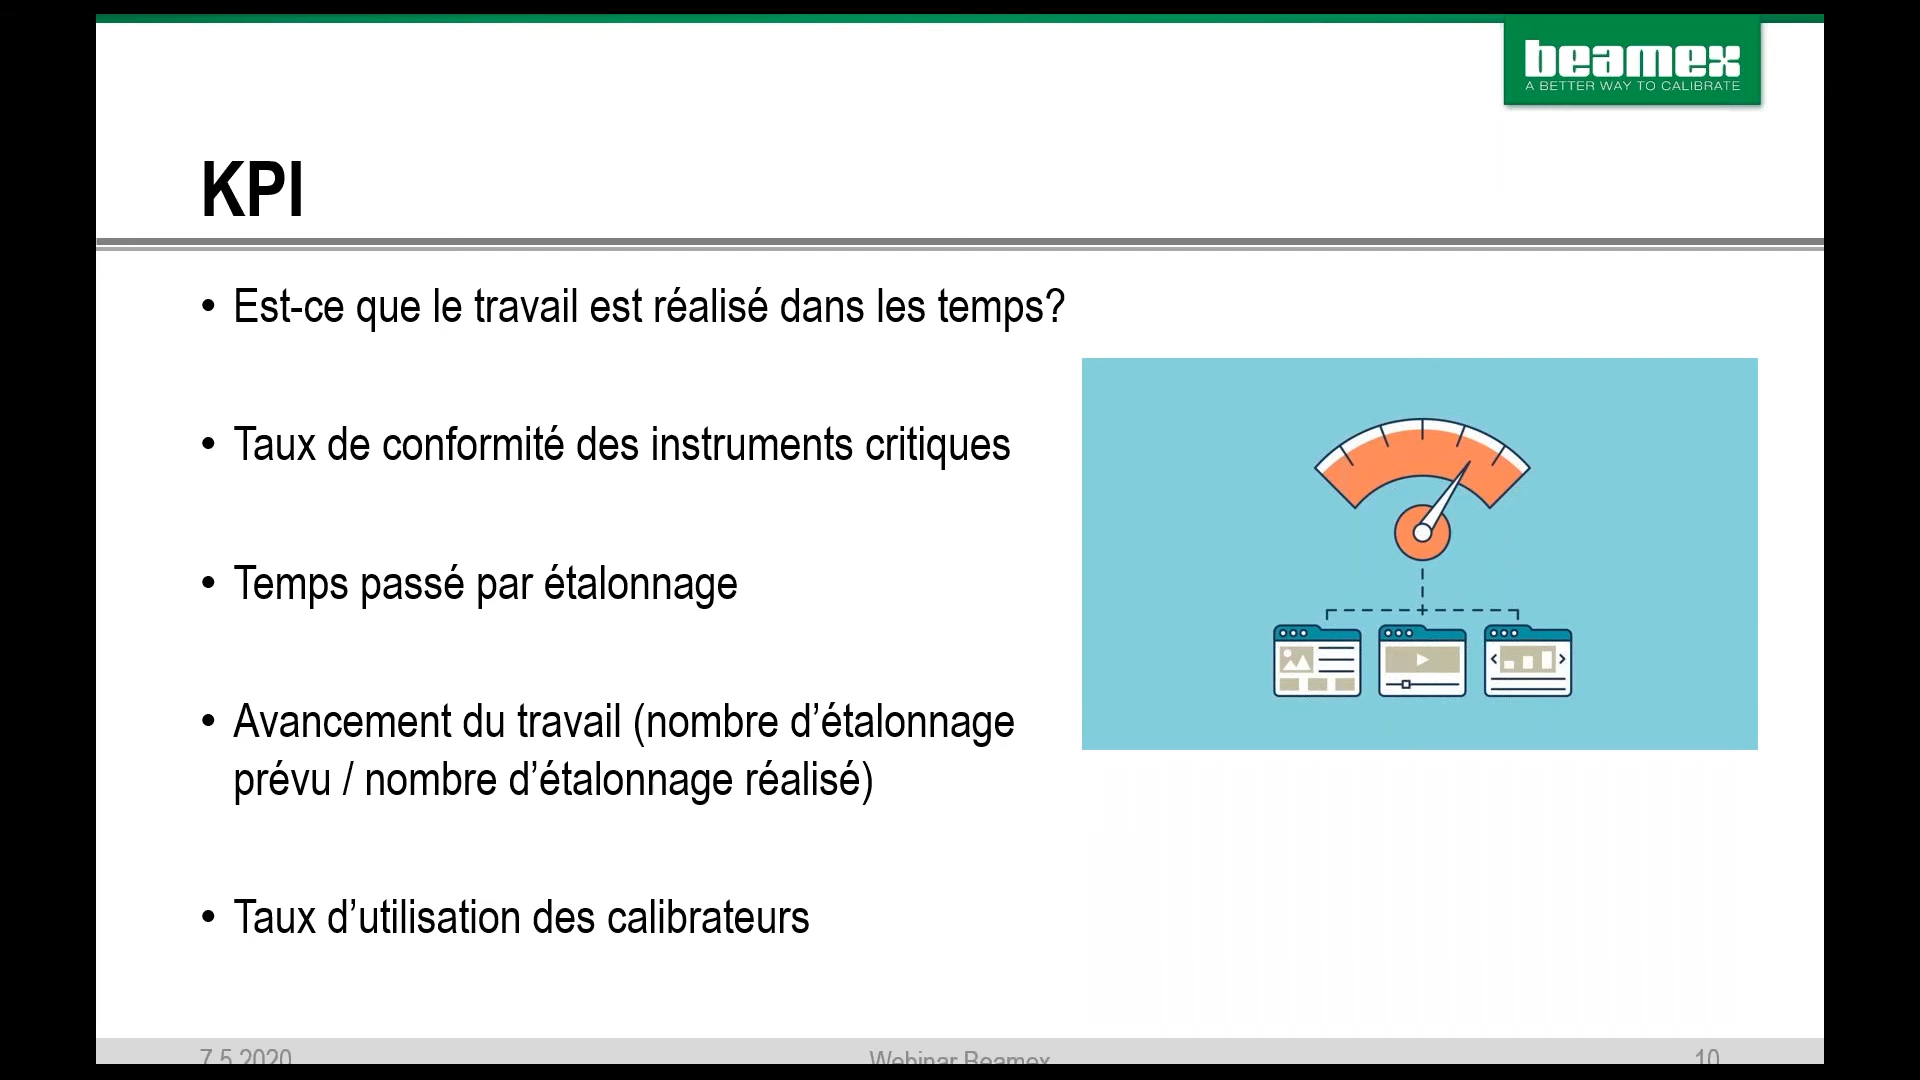 beamex
A BETTER WAY TO CALIBRATE
KPI
• Est-ce que le travail est réalisé dans les temps?
• Taux de conformité des instruments critiques
• Temps passé par étalonnage
• Avancement du travail (nombre d’étalonnage
prévu / nombre d’étalonnage réalisé)
• Taux d’utilisation des calibrateurs
7.5.2020
Webinar Beamex
10